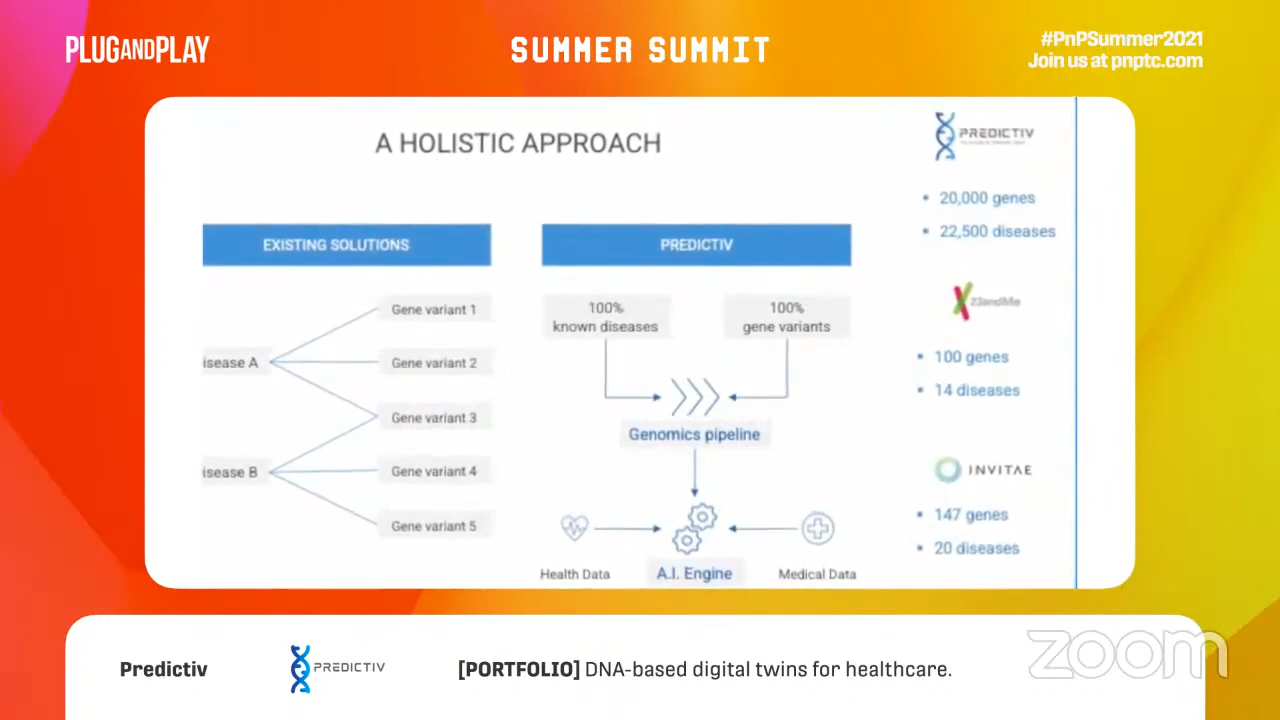 PLUGANDPLAY
SUMMER SUMMIT
#PnPSummer2021
Join us at pnptc.com
A HOLISTIC APPROACH
EXISTING SOLUTIONS
isease A
isease B
Gene variant 1
Gene variant 2
Gene variant 3
Gene variant 4
Gene variant 5
PREDICTIV
100%
known diseases
100%
gene variants
Genomics pipeline
Health Data
A.I. Engine
Medical Data
PREDICTIV
• 20,000 genes
• 22,500 diseases
23andMe
• 100 genes
• 14 diseases
INVITAE
• 147 genes
• 20 diseases
Predictiv
PREDICTIV
[PORTFOLIO] DNA-based digital twins for healthcare.
zoom